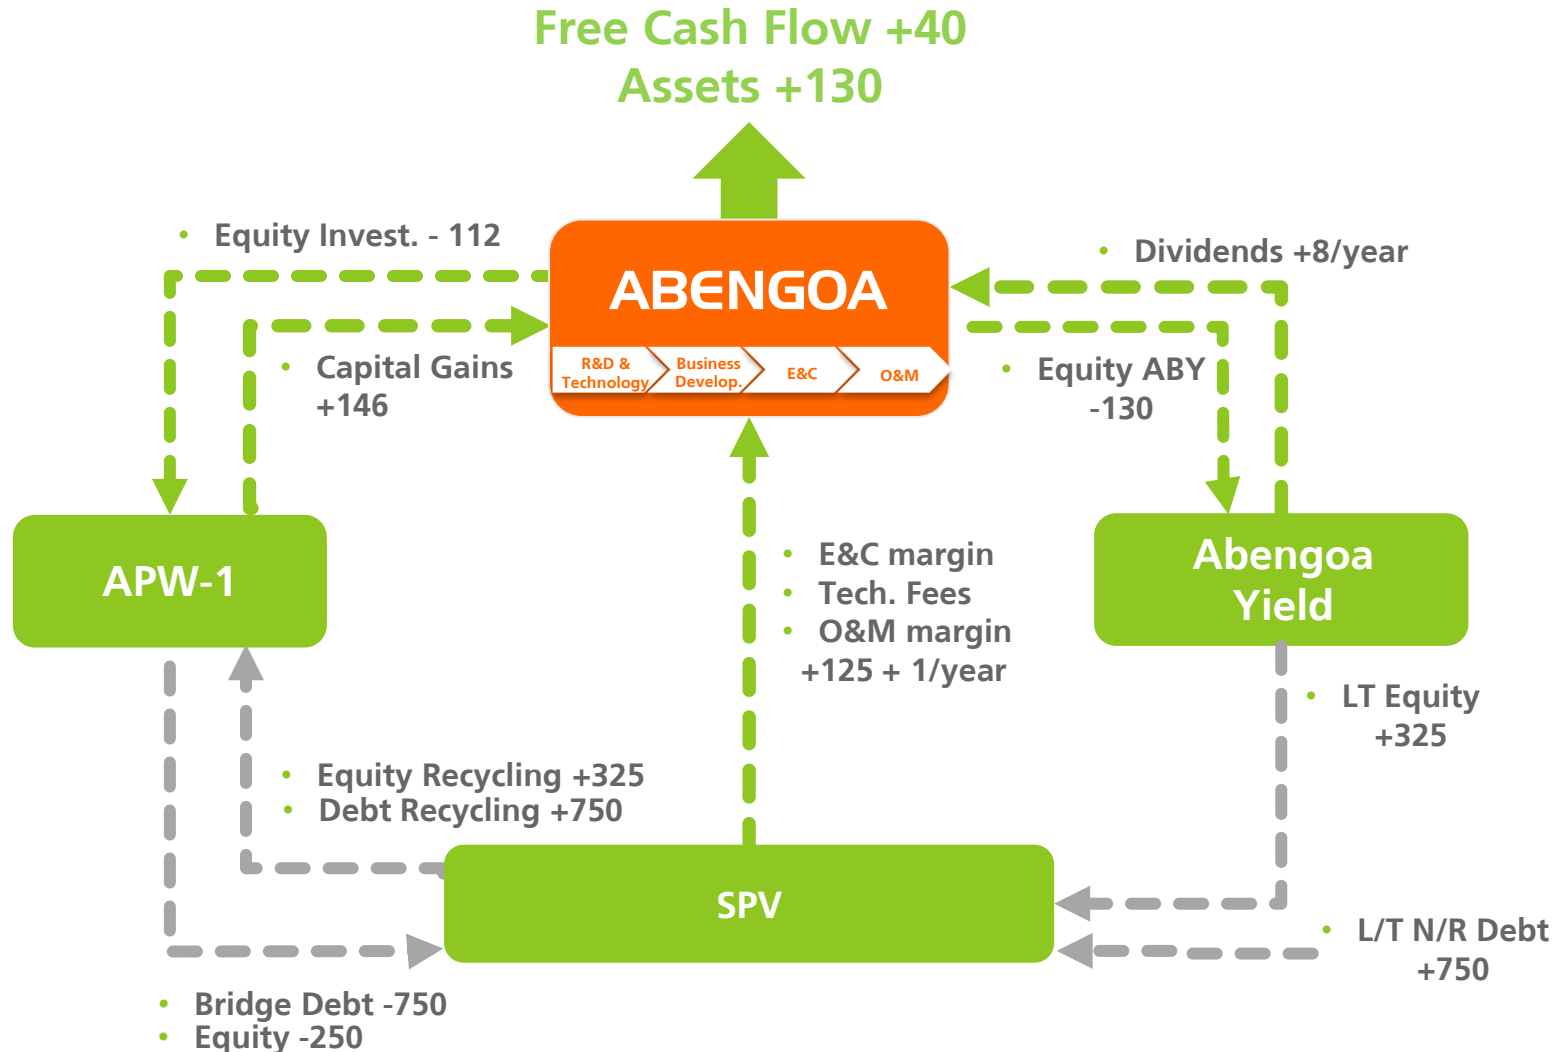 Free Cash Flow +40
Assets +130
• Equity Invest. - 112
ABENGOA
R&D &
Technology
Business
Develop.
E&C
O&M
• Dividends +8/year
• Capital Gains
+146
• Equity ABY
-130
APW-1
• E&C margin
• Tech. Fees
• O&M margin
+125 + 1/year
Abengoa
Yield
• LT Equity
+325
• Equity Recycling +325
• Debt Recycling +750
SPV
• L/T N/R Debt
+750
• Bridge Debt -750
• Equity -250